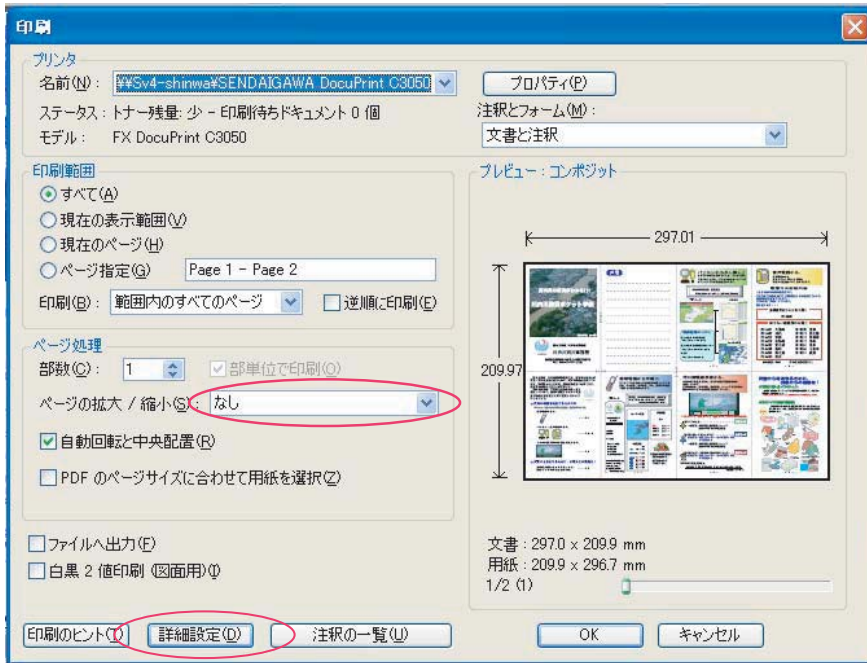 印刷
プリンタ
名前(N)： ¥¥Sv4-shinwa¥SENDAIGAWA DocuPrint C3050
プロパティ(P)
ステータス： トナー残量: 少 - 印刷待ちドキュメント 0 個
注釈とフォーム(M)：
モデル： FX DocuPrint C3050
文書と注釈
印刷範囲
すべて(A)
現在の表示範囲(V)
現在のページ(H)
ページ指定(G) Page 1 - Page 2
印刷(B)： 範囲内のすべてのページ 逆順に印刷(E)
ページ処理
部数(C)： 1 部単位で印刷(O)
ページの拡大 / 縮小(S)： なし
自動回転と中央配置(R)
PDF のページサイズに合わせて用紙を選択(Z)
プレビュー：コンポジット
297.01
209.97
ファイルへ出力(F)
白黒 2 値印刷 (図面用)(I)
文書：297.0 x 209.9 mm
用紙：209.9 x 296.7 mm
1/2 (1)
印刷のヒント(T) 詳細設定(D) 注釈の一覧(U) OK キャンセル